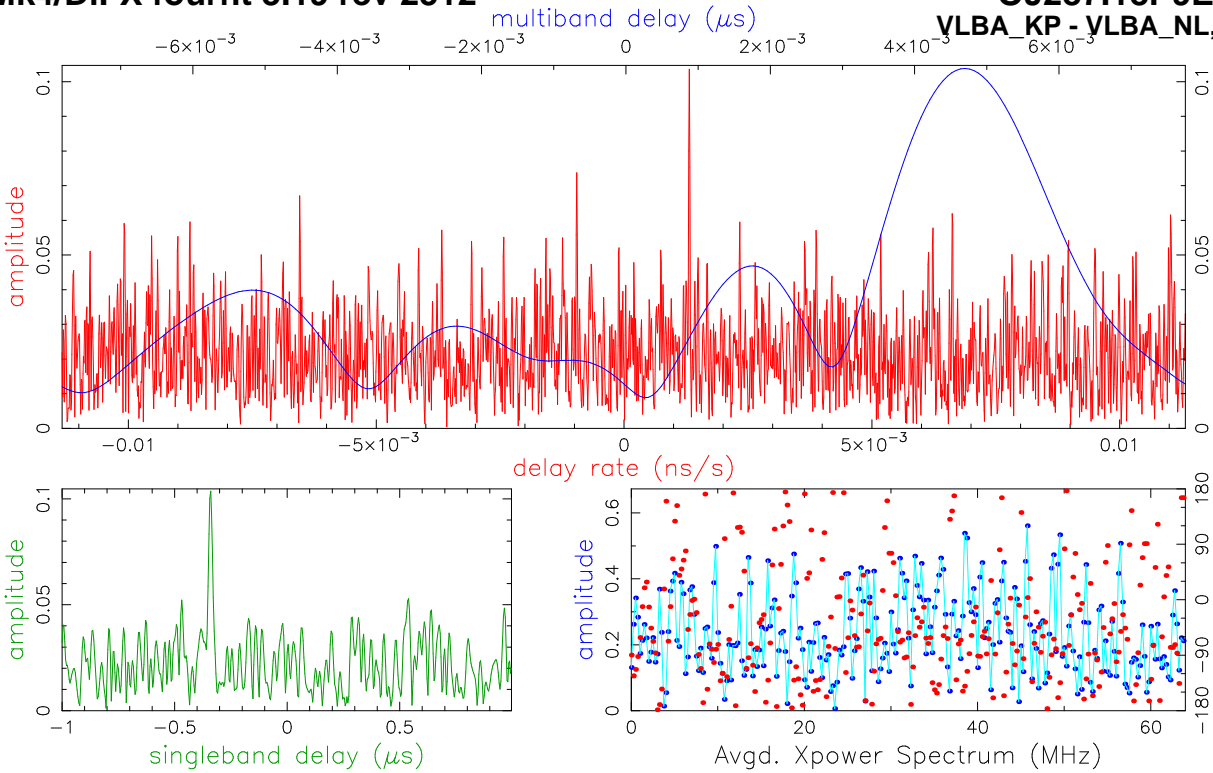 multiband delay (μs)
VLBA_KP - VLBA_NL,
−6×10⁻³ −4×10⁻³ −2×10⁻³ 0 2×10⁻³ 4×10⁻³ 6×10⁻³
amplitude
0 0.05 0.1
0 0.05 0.1
−0.01 −5×10⁻³ 0 5×10⁻³ 0.01
delay rate (ns/s)
amplitude
0 0.05 0.1
−1 −0.5 0 0.5
singleband delay (μs)
amplitude
0 0.2 0.4 0.6
−180 −90 0 90 180
0 20 40 60
Avgd. Xpower Spectrum (MHz)